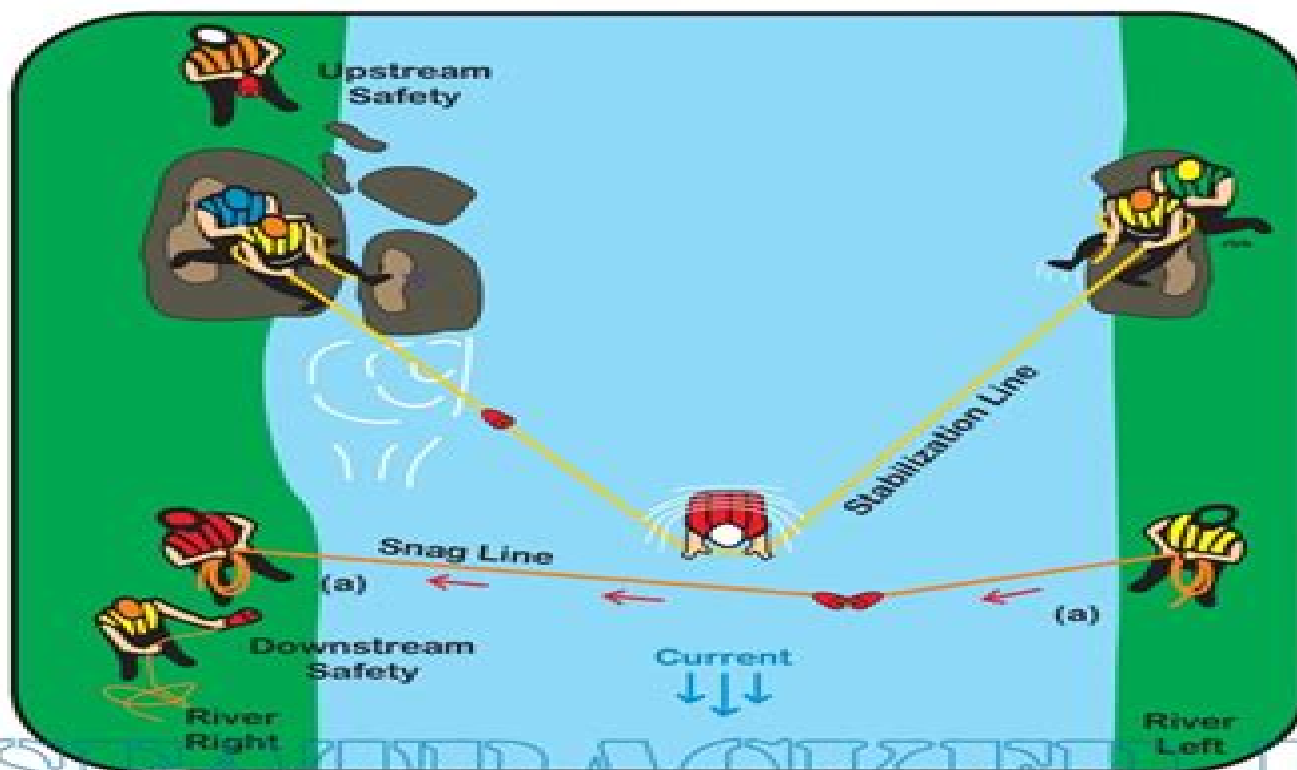 Upstream
Safety
Stabilization Line
Snag Line
(a)
(a)
Downstream
Safety
Current
River
Right
River
Left